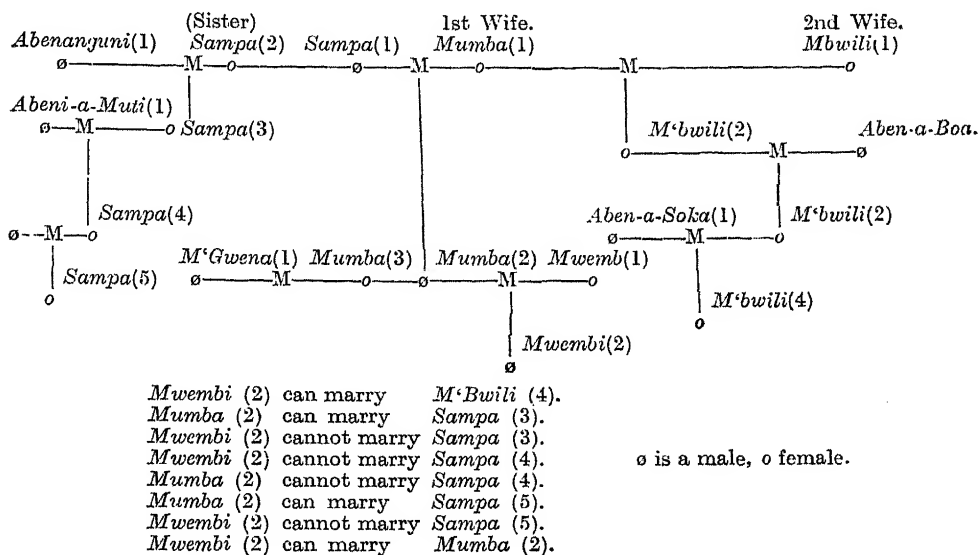 (Sister) 1st Wife. 2nd Wife.
Abenanguni(1) Sampa(2) Sampa(1) Mumba(1) Mbwili(1)
ø M o ø M o M o
Abeni-a-Muti(1)
ø M o Sampa(3)
M‘bwili(2) Aben-a-Boa.
o M ø
Sampa(4) Aben-a-Soka(1) M‘bwili(2)
ø M o ø M o
M‘Gwena(1) Mumba(3) Mumba(2) Mwemb(1)
Sampa(5)
ø M o ø M o
o
M‘bwili(4)
o
Mwembi(2)
ø
Mwembi (2) can marry M‘Bwili (4).
Mumba (2) can marry Sampa (3).
Mwembi (2) cannot marry Sampa (3).
Mwembi (2) cannot marry Sampa (4).
ø is a male, o female.
Mumba (2) cannot marry Sampa (4).
Mumba (2) can marry Sampa (5).
Mwembi (2) cannot marry Sampa (5).
Mwembi (2) can marry Mumba (2).